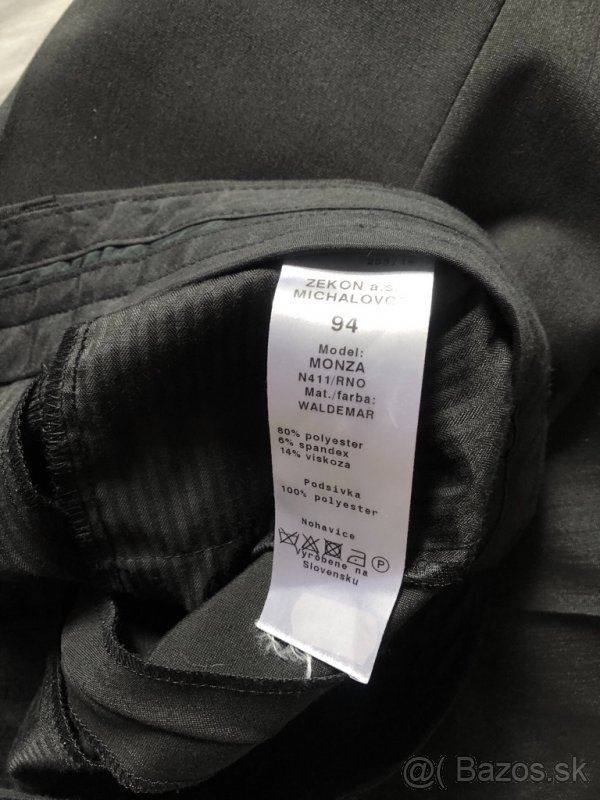 ZEKON a.s.
MICHALOVCE
94
Model:
MONZA
N411/RNO
Mat./farba:
WALDEMAR
80% polyester
6% spandex
14% viskoza
Podsivka
100% polyester
Nohavice
P
Vyrobene na
Slovensku
@( Bazos.sk